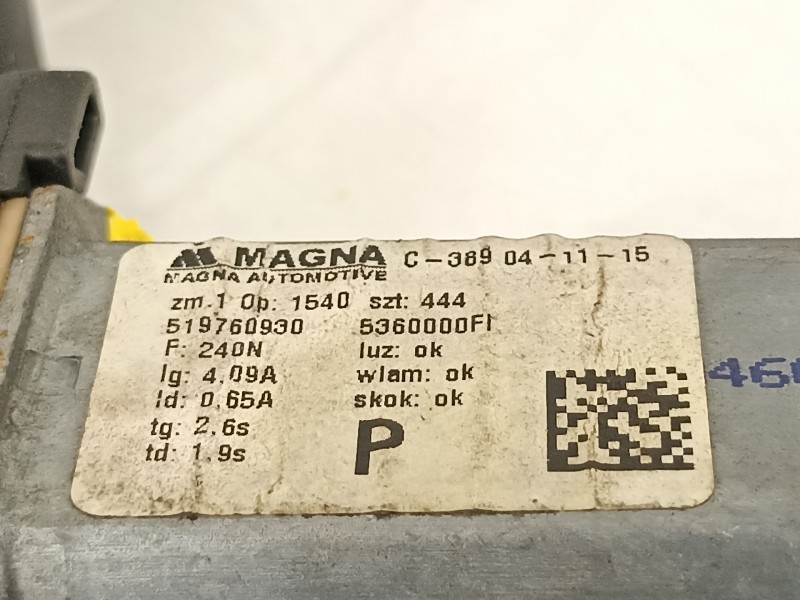 MAGNA C-389 04-11-15
MAGNA AUTOMOTIVE
zm.1 Op: 1540 szt: 444
519760930 5360000FI
F: 240N luz: ok
Ig: 4,09A wlam: ok
Id: 0,65A skok: ok
tg: 2,6s
td: 1,9s
P